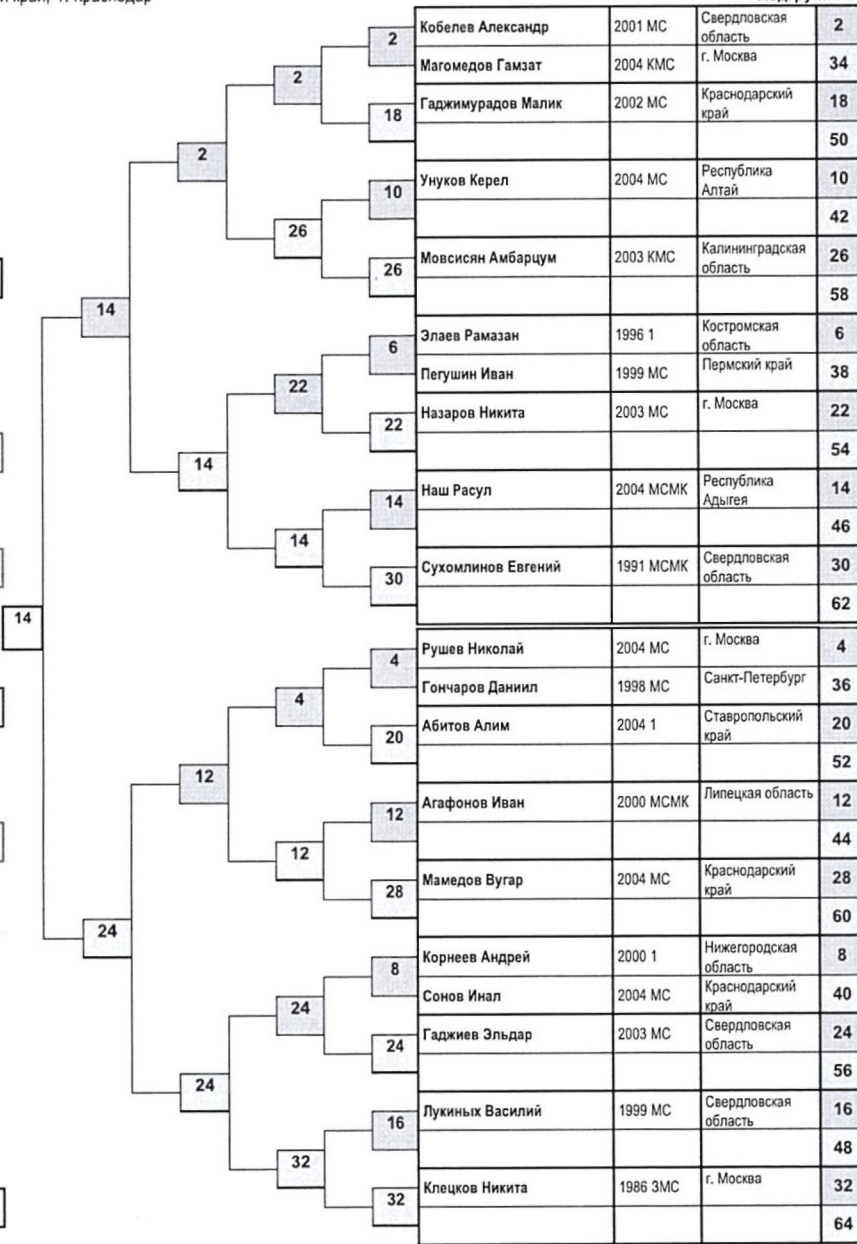 Кобелев Александр 2001 МС Свердловская область 2
Магомедов Гамзат 2004 КМС г. Москва 34
Гаджимурадов Малик 2002 МС Краснодарский край 18
50
Унуков Керел 2004 МС Республика Алтай 10
42
Мовсисян Амбарцум 2003 КМС Калининградская область 26
58
Элаев Рамазан 1996 1 Костромская область 6
Пегушин Иван 1999 МС Пермский край 38
Назаров Никита 2003 МС г. Москва 22
54
Наш Расул 2004 МСМК Республика Адыгея 14
46
Сухомлинов Евгений 1991 МСМК Свердловская область 30
62
Рушев Николай 2004 МС г. Москва 4
Гончаров Даниил 1998 МС Санкт-Петербург 36
Абитов Алим 2004 1 Ставропольский край 20
52
Агафонов Иван 2000 МСМК Липецкая область 12
44
Мамедов Вугар 2004 МС Краснодарский край 28
60
Корнеев Андрей 2000 1 Нижегородская область 8
Сонов Инал 2004 МС Краснодарский край 40
Гаджиев Эльдар 2003 МС Свердловская область 24
56
Лукиных Василий 1999 МС Свердловская область 16
48
Клецков Никита 1986 ЗМС г. Москва 32
64
2
18
10
26
6
22
14
30
4
20
12
28
8
24
16
32
2
26
22
14
4
12
24
32
2
14
12
24
14
24
14